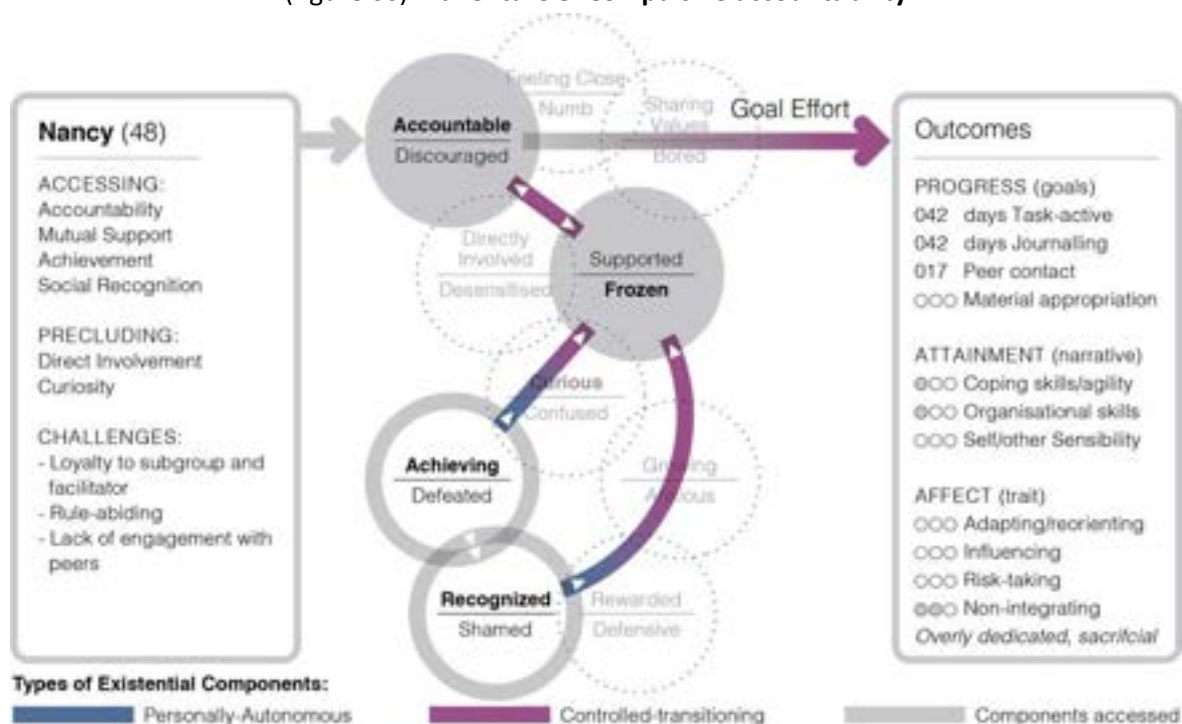 Nancy (48)
ACCESSING:
Accountability
Mutual Support
Achievement
Social Recognition
PRECLUDING:
Direct Involvement
Curiosity
CHALLENGES:
- Loyalty to subgroup and
facilitator
- Rule-abiding
- Lack of engagement with
peers
Feeling Close
Numb
Sharing
Values
Bored
Accountable
Discouraged
Goal Effort
Directly
Involved
Desensitised
Supported
Frozen
Curious
Confused
Achieving
Defeated
Growing
Anxious
Recognized
Shamed
Rewarded
Defensive
Outcomes
PROGRESS (goals)
042 days Task-active
042 days Journalling
017 Peer contact
○○○ Material appropriation
ATTAINMENT (narrative)
◍○○ Coping skills/agility
◍○○ Organisational skills
○○○ Self/other Sensibility
AFFECT (trait)
○○○ Adapting/reorienting
○○○ Influencing
○○○ Risk-taking
◍◍○ Non-integrating
Overly dedicated, sacrifcial
Types of Existential Components:
Personally-Autonomous
Controlled-transitioning
Components accessed